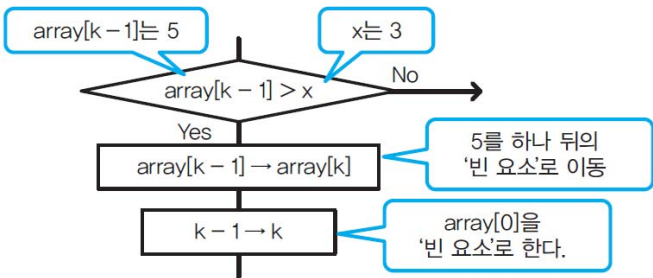 array[k − 1]는 5
x는 3
array[k − 1] > x
No
Yes
array[k − 1] → array[k]
5를 하나 뒤의
‘빈 요소’로 이동
k − 1 → k
array[0]을
‘빈 요소’로 한다.